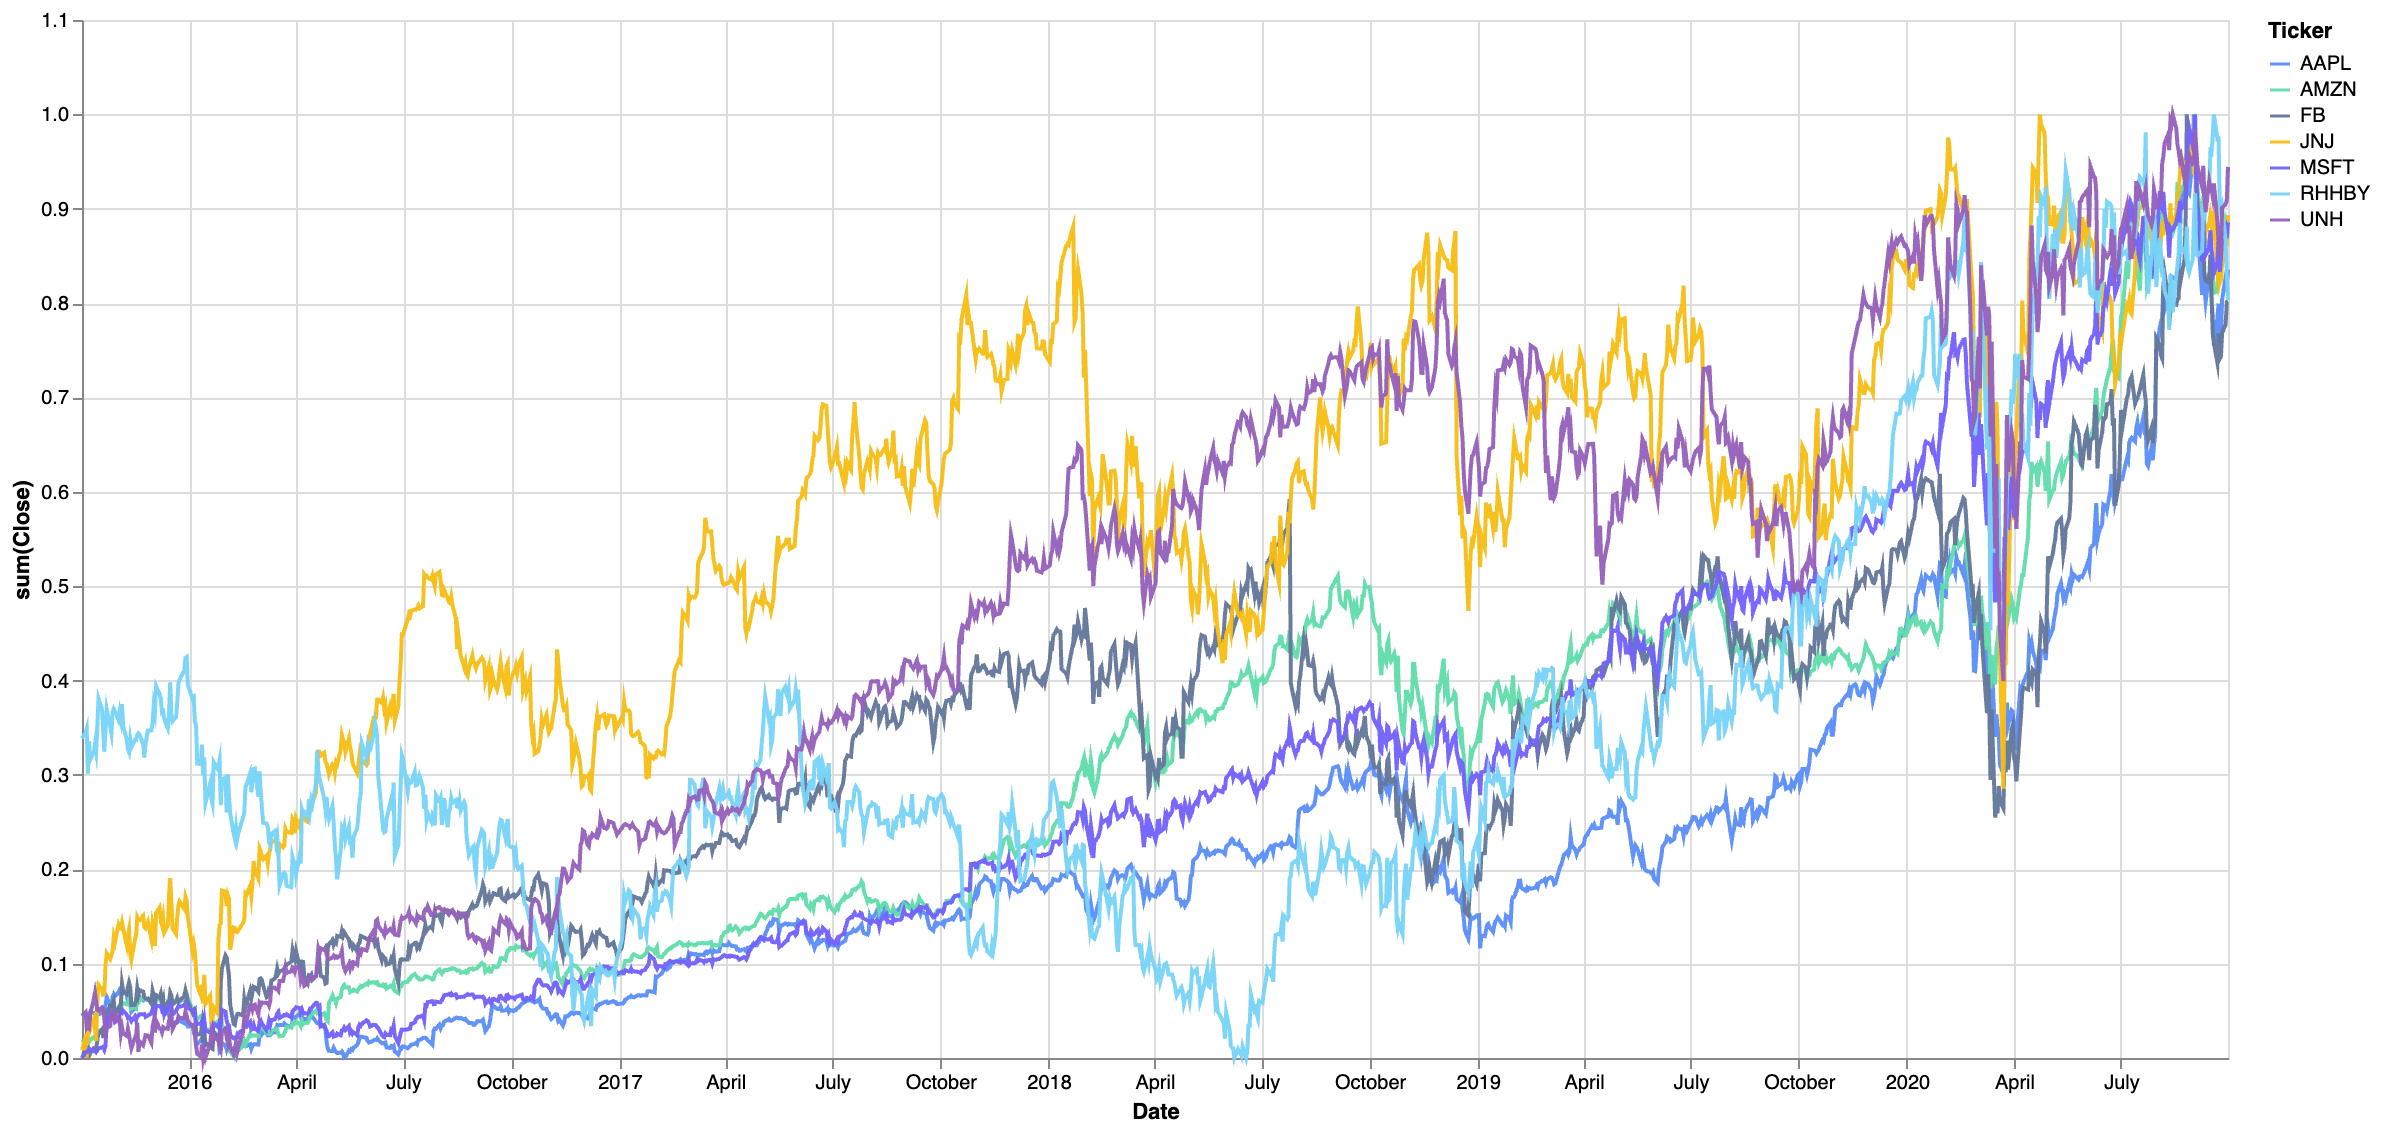 1.1
1.0
0.9
0.8
0.7
0.6
0.5
0.4
0.3
0.2
0.1
0.0
sum(Close)
2016 April July October 2017 April July October 2018 April July October 2019 April July October 2020 April July
Date
Ticker
AAPL
AMZN
FB
JNJ
MSFT
RHHBY
UNH